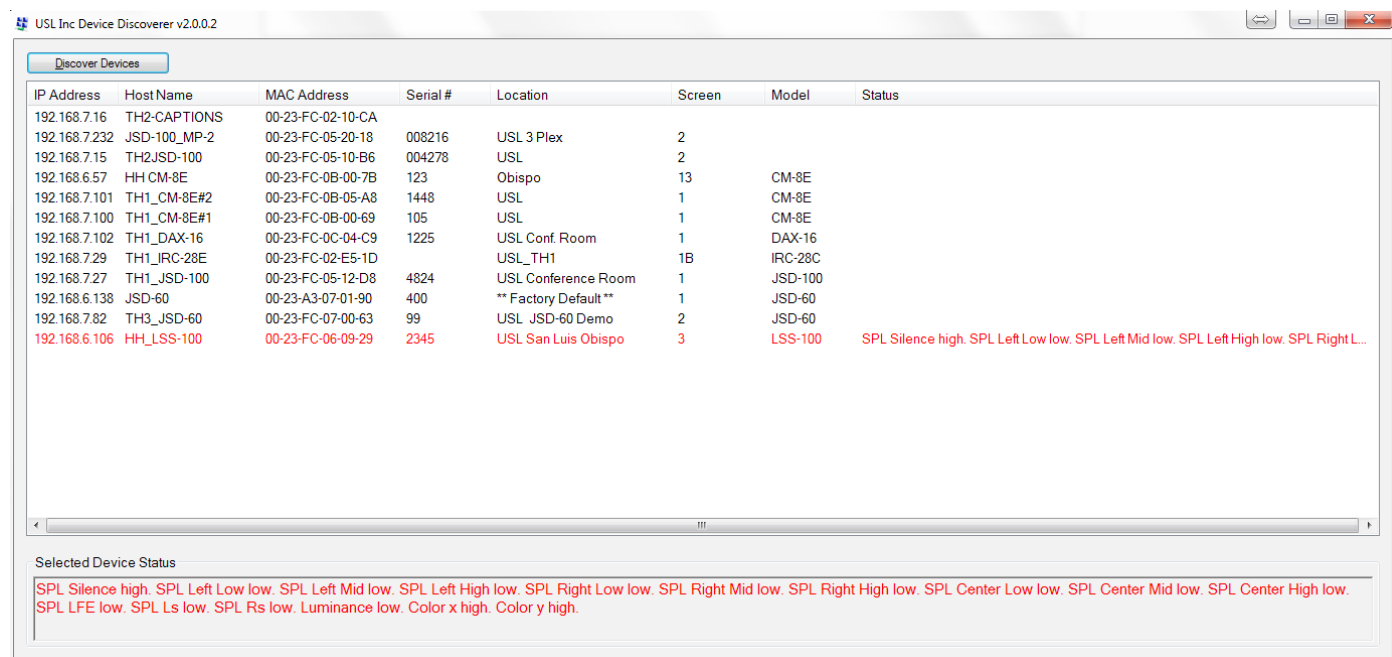 USL Inc Device Discoverer v2.0.0.2
Discover Devices
IP Address Host Name MAC Address Serial # Location Screen Model Status
192.168.7.16 TH2-CAPTIONS 00-23-FC-02-10-CA
192.168.7.232 JSD-100_MP-2 00-23-FC-05-20-18 008216 USL 3 Plex 2
192.168.7.15 TH2JSD-100 00-23-FC-05-10-B6 004278 USL 2
192.168.6.57 HH CM-8E 00-23-FC-0B-00-7B 123 Obispo 13 CM-8E
192.168.7.101 TH1_CM-8E#2 00-23-FC-0B-05-A8 1448 USL 1 CM-8E
192.168.7.100 TH1_CM-8E#1 00-23-FC-0B-00-69 105 USL 1 CM-8E
192.168.7.102 TH1_DAX-16 00-23-FC-0C-04-C9 1225 USL Conf. Room 1 DAX-16
192.168.7.29 TH1_IRC-28E 00-23-FC-02-E5-1D USL_TH1 1B IRC-28C
192.168.7.27 TH1_JSD-100 00-23-FC-05-12-D8 4824 USL Conference Room 1 JSD-100
192.168.6.138 JSD-60 00-23-A3-07-01-90 400 ** Factory Default ** 1 JSD-60
192.168.7.82 TH3_JSD-60 00-23-FC-07-00-63 99 USL JSD-60 Demo 2 JSD-60
192.168.6.106 HH_LSS-100 00-23-FC-06-09-29 2345 USL San Luis Obispo 3 LSS-100 SPL Silence high. SPL Left Low low. SPL Left Mid low. SPL Left High low. SPL Right L...
Selected Device Status
SPL Silence high. SPL Left Low low. SPL Left Mid low. SPL Left High low. SPL Right Low low. SPL Right Mid low. SPL Right High low. SPL Center Low low. SPL Center Mid low. SPL Center High low.
SPL LFE low. SPL Ls low. SPL Rs low. Luminance low. Color x high. Color y high.